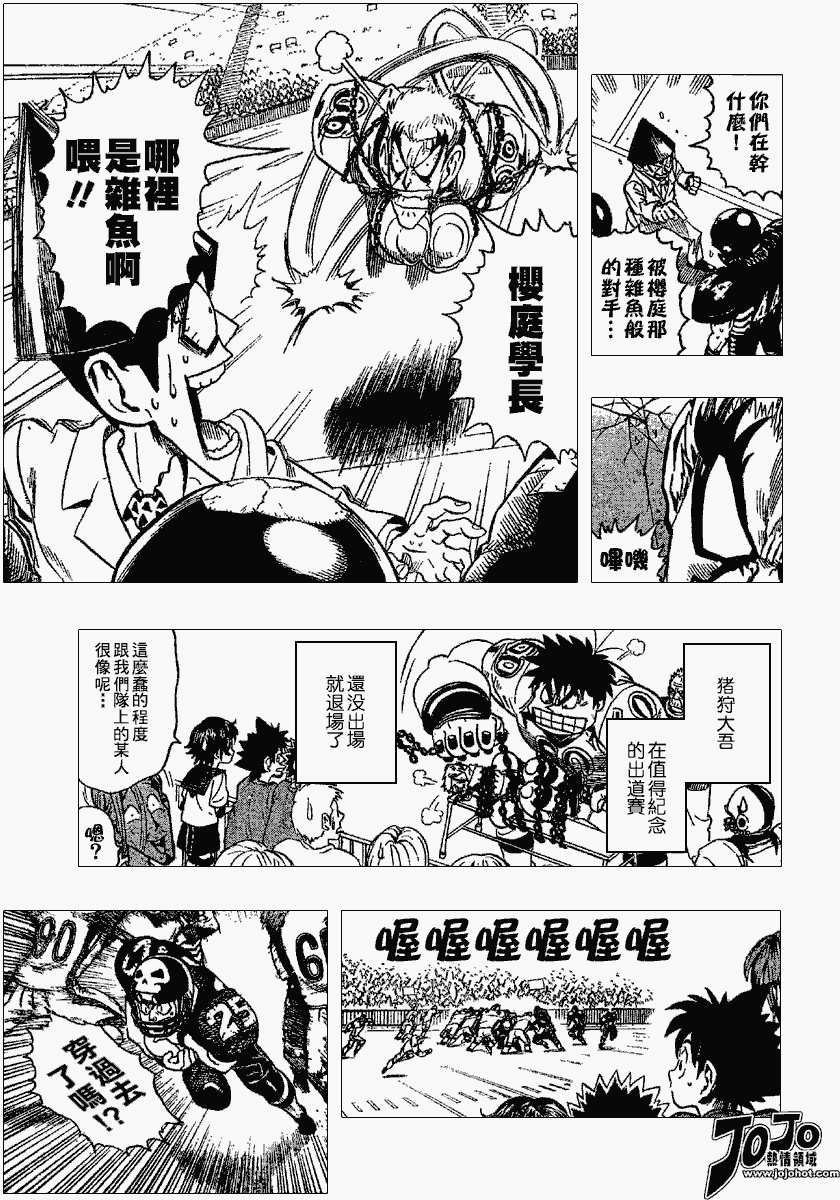 你們在幹
什麼！
被櫻庭那
種雜魚般
的對手…
嗶嘰
櫻庭學長
哪裡
是雜魚啊
喂!!
豬狩大吾
在值得紀念
的出道賽
還没出場
就退場了
這麼蠢的程度
跟我們隊上的某人
很像呢…
嗯?
喔喔喔喔喔喔
90
25
6
穿過去
了嗎!?
JOJO
熱情領域
www.jojohot.com